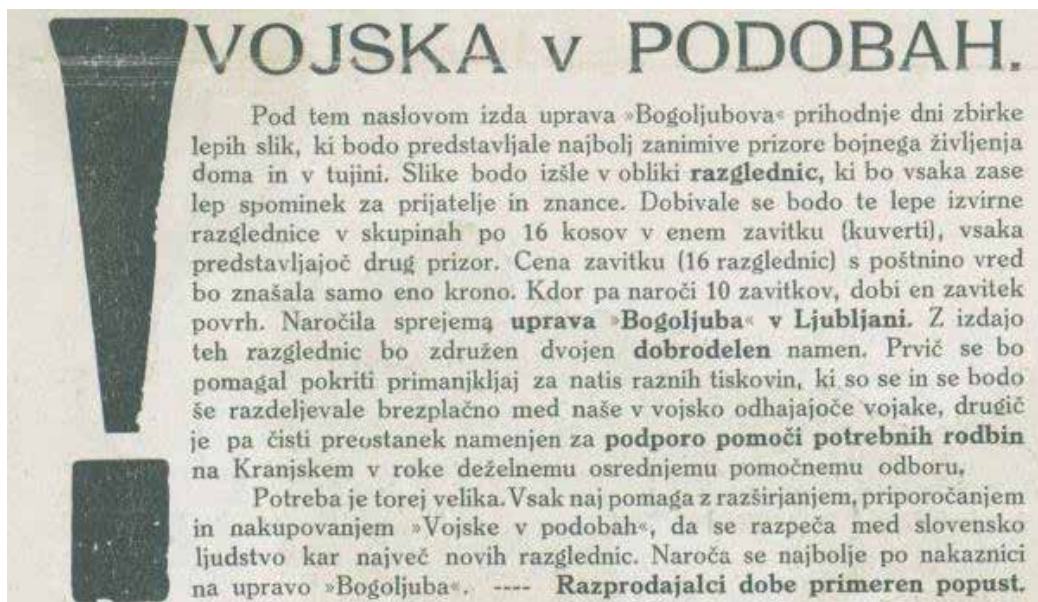 ! VOJSKA v PODOBAH.
Pod tem naslovom izda uprava »Bogoljubova« prihodnje dni zbirke
lepih slik, ki bodo predstavljale najbolj zanimive prizore bojnega življenja
doma in v tujini. Slike bodo izšle v obliki razglednic, ki bo vsaka zase
lep spominek za prijatelje in znance. Dobivale se bodo te lepe izvirne
razglednice v skupinah po 16 kosov v enem zavitku (kuverti), vsaka
predstavljajoč drug prizor. Cena zavitku (16 razglednic) s poštnino vred
bo znašala samo eno krono. Kdor pa naroči 10 zavitkov, dobi en zavitek
povrh. Naročila sprejema uprava »Bogoljuba« v Ljubljani. Z izdajo
teh razglednic bo združen dvojen dobrodelen namen. Prvič se bo
pomagal pokriti primanjkljaj za natis raznih tiskovin, ki so se in se bodo
še razdeljevale brezplačno med naše v vojsko odhajajoče vojake, drugič
je pa čisti preostanek namenjen za podporo pomoči potrebnih rodbin
na Kranjskem v roke deželnemu osrednjemu pomočnemu odboru.
Potreba je torej velika. Vsak naj pomaga z razširjanjem, priporočanjem
in nakupovanjem »Vojske v podobah«, da se razpeča med slovensko
ljudstvo kar največ novih razglednic. Naroča se najbolje po nakaznici
na upravo »Bogoljuba«. ---- Razprodajalci dobe primeren popust.